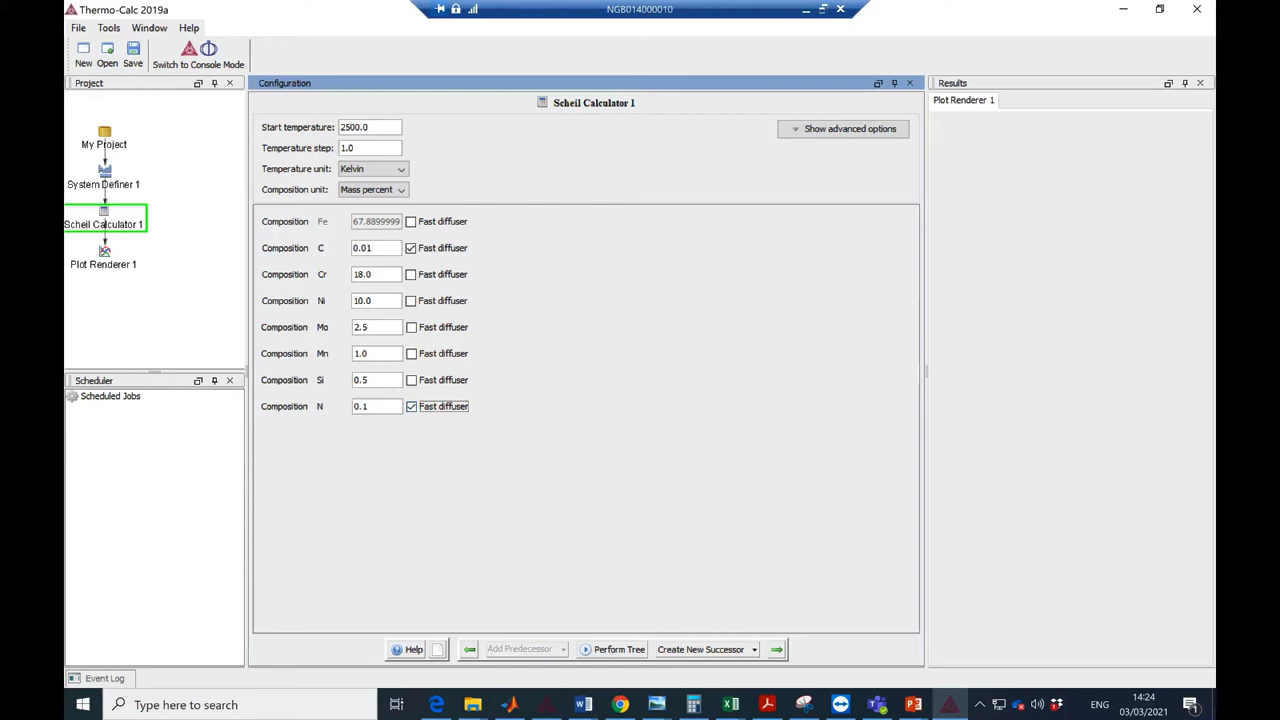 Thermo-Calc 2019a
NGB014000010
File Tools Window Help
New Open Save Switch to Console Mode
Project
My Project
System Definer 1
Scheil Calculator 1
Plot Renderer 1
Scheduler
Scheduled Jobs
Configuration
Scheil Calculator 1
Start temperature: 2500.0
Show advanced options
Temperature step: 1.0
Temperature unit: Kelvin
Composition unit: Mass percent
Composition Fe 67.8899999 Fast diffuser
Composition C 0.01 Fast diffuser
Composition Cr 18.0 Fast diffuser
Composition Ni 10.0 Fast diffuser
Composition Mo 2.5 Fast diffuser
Composition Mn 1.0 Fast diffuser
Composition Si 0.5 Fast diffuser
Composition N 0.1 Fast diffuser
Help Add Predecessor Perform Tree Create New Successor
Results
Plot Renderer 1
Event Log
Type here to search
ENG
14:24
03/03/2021
1